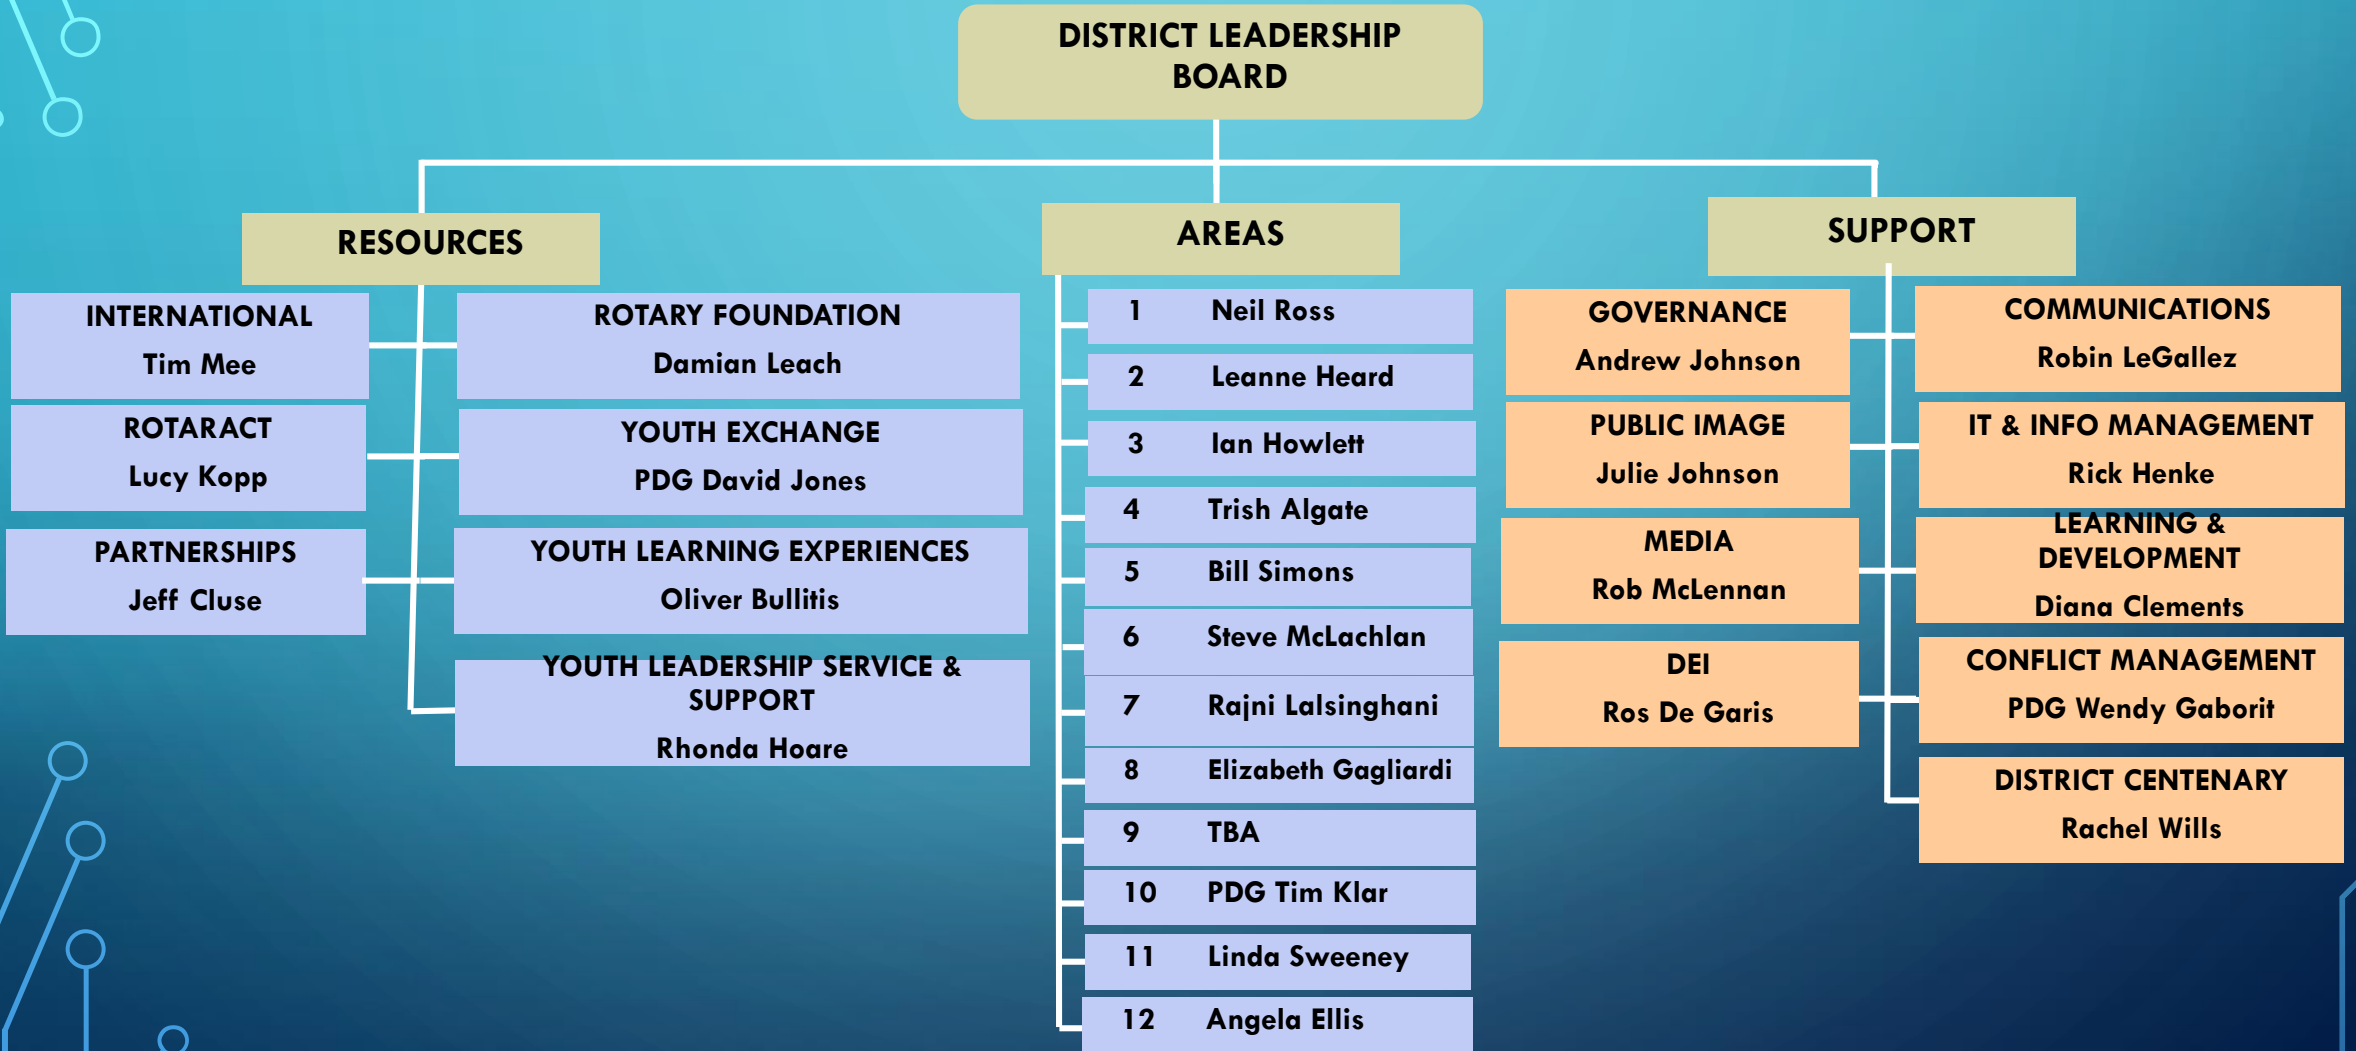 DISTRICT LEADERSHIP
BOARD
RESOURCES
INTERNATIONAL
Tim Mee
ROTARY FOUNDATION
Damian Leach
ROTARACT
Lucy Kopp
YOUTH EXCHANGE
PDG David Jones
PARTNERSHIPS
Jeff Cluse
YOUTH LEARNING EXPERIENCES
Oliver Bullitis
YOUTH LEADERSHIP SERVICE &
SUPPORT
Rhonda Hoare
AREAS
1 Neil Ross
2 Leanne Heard
3 Ian Howlett
4 Trish Algate
5 Bill Simons
6 Steve McLachlan
7 Rajni Lalsinghani
8 Elizabeth Gagliardi
9 TBA
10 PDG Tim Klar
11 Linda Sweeney
12 Angela Ellis
SUPPORT
GOVERNANCE
Andrew Johnson
COMMUNICATIONS
Robin LeGallez
PUBLIC IMAGE
Julie Johnson
IT & INFO MANAGEMENT
Rick Henke
MEDIA
Rob McLennan
LEARNING &
DEVELOPMENT
Diana Clements
DEI
Ros De Garis
CONFLICT MANAGEMENT
PDG Wendy Gaborit
DISTRICT CENTENARY
Rachel Wills